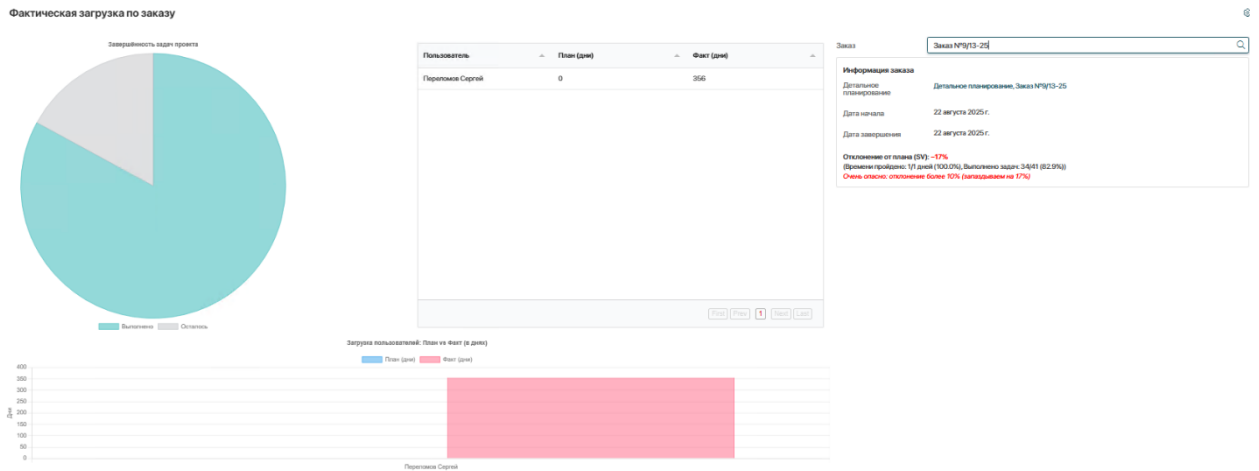 Фактическая загрузка по заказу
Завершённость задач проекта
Выполнено Осталось
Пользователь План (дни) Факт (дни)
Переломов Сергей 0 356
First Prev 1 Next Last
Заказ Заказ №9/13-25
Информация заказа
Детальное планирование Детальное планирование, Заказ №9/13-25
Дата начала 22 августа 2025 г.
Дата завершения 22 августа 2025 г.
Отклонение от плана (SV): -17%
(Времени пройдено: 1/1 дней (100.0%), Выполнено задач: 34/41 (82.9%))
Очень опасно: отклонение более 10% (запаздываем на 17%)
Загрузка пользователей: План vs Факт (в днях)
План (дни) Факт (дни)
Дни
400
350
300
250
200
150
100
50
0
Переломов Сергей